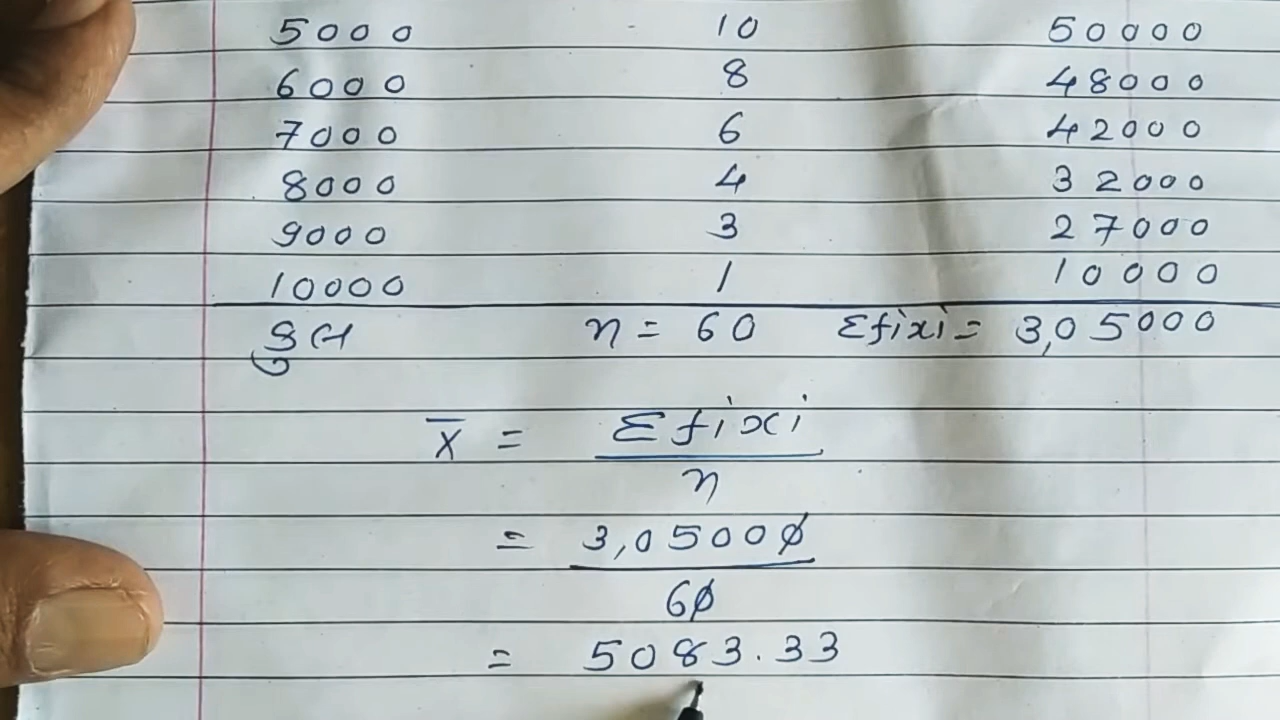 5000 10 50000
6000 8 48000
7000 6 42000
8000 4 32000
9000 3 27000
10000 1 10000
n = 60 Σfixi = 3,05000
x̄ = Σfixi
n
= 3,05000
60
= 5083.33